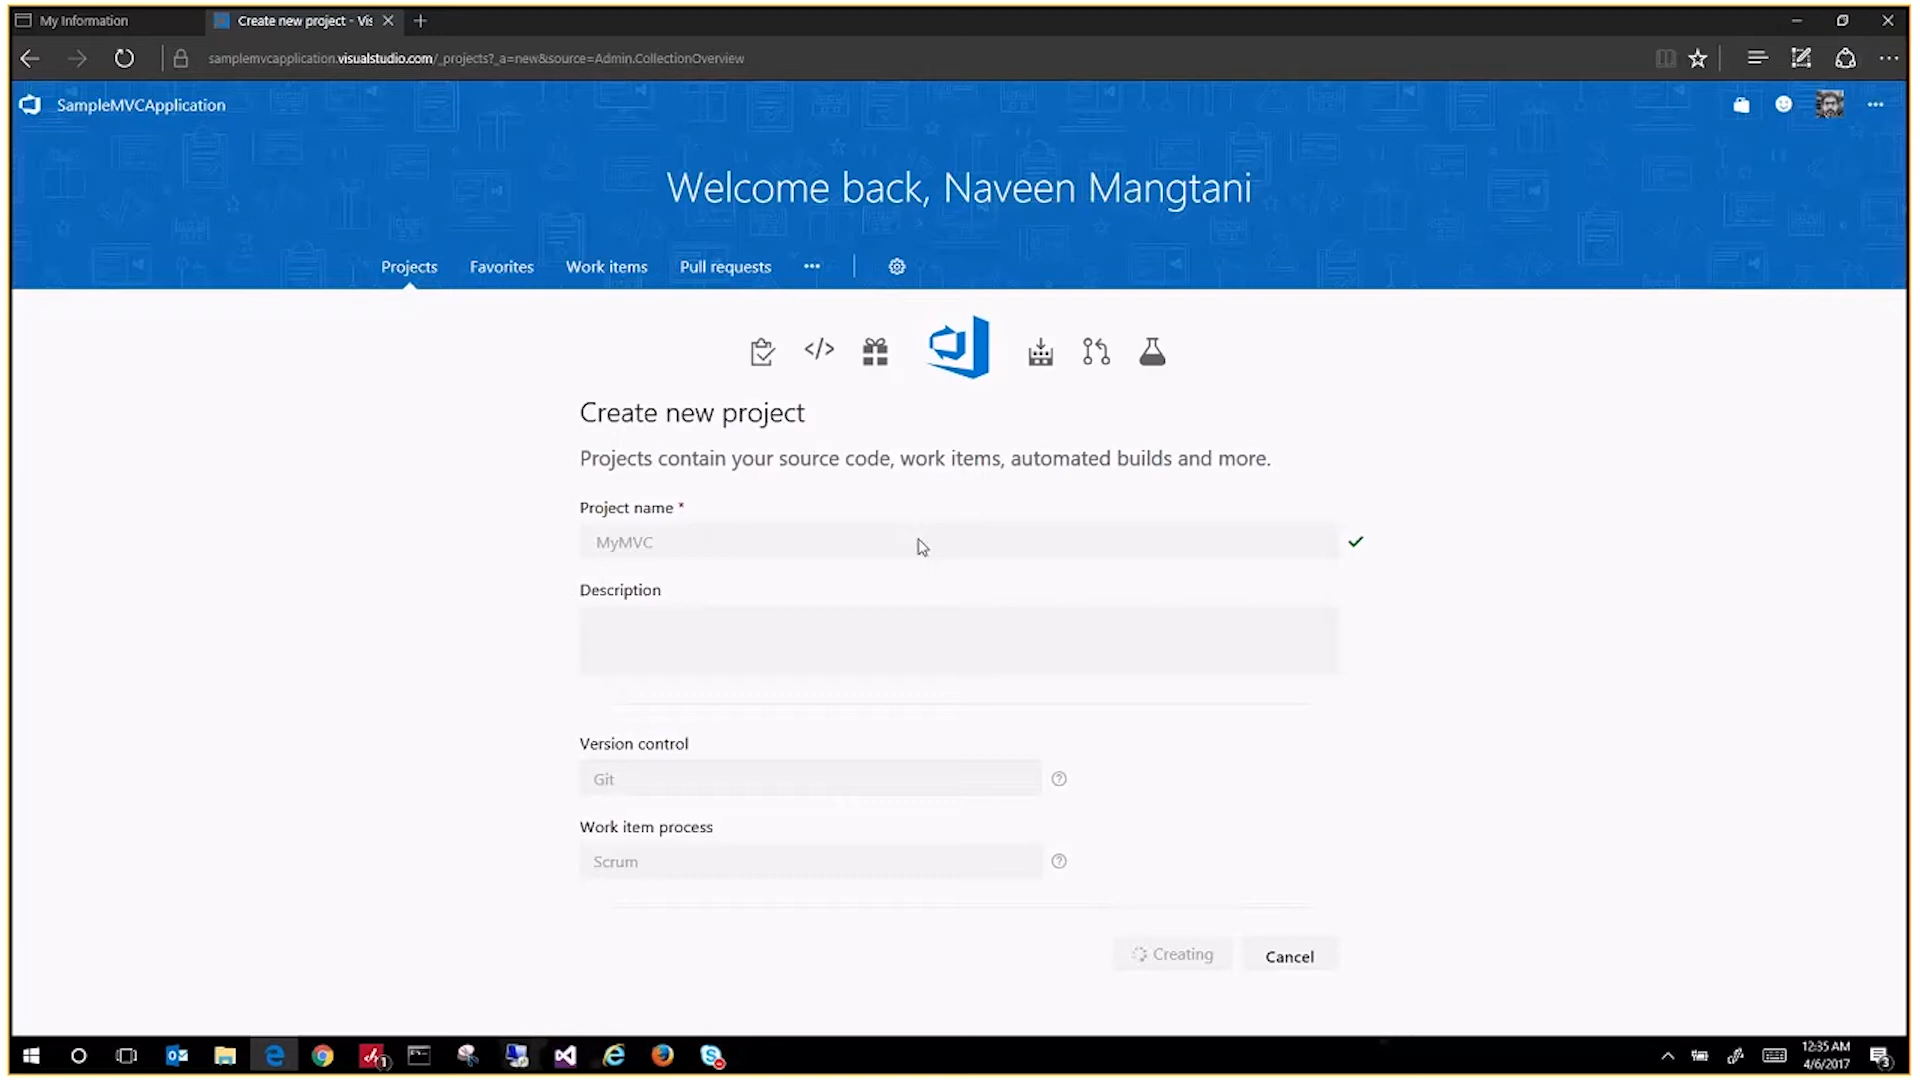 My Information
Create new project - Vis
samplemvcapplication.visualstudio.com/_projects?_a=new&source=Admin.CollectionOverview
SampleMVCApplication
Welcome back, Naveen Mangtani
Projects
Favorites
Work items
Pull requests
Create new project
Projects contain your source code, work items, automated builds and more.
Project name *
MyMVC
Description
Version control
Git
Work item process
Scrum
Creating
Cancel
12:35 AM
4/6/2017